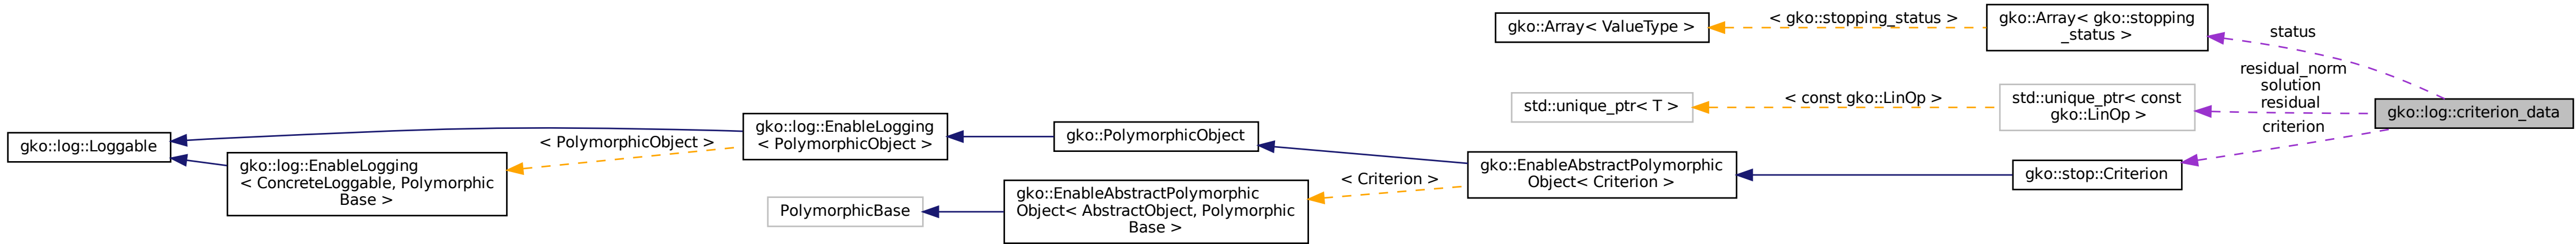 gko::Array< ValueType >
< gko::stopping_status >
gko::Array< gko::stopping
_status >
status
residual_norm
solution
residual
std::unique_ptr< T >
< const gko::LinOp >
std::unique_ptr< const
gko::LinOp >
gko::log::criterion_data
criterion
gko::log::Loggable
gko::log::EnableLogging
< ConcreteLoggable, Polymorphic
Base >
< PolymorphicObject >
gko::log::EnableLogging
< PolymorphicObject >
gko::PolymorphicObject
PolymorphicBase
gko::EnableAbstractPolymorphic
Object< AbstractObject, Polymorphic
Base >
< Criterion >
gko::EnableAbstractPolymorphic
Object< Criterion >
gko::stop::Criterion